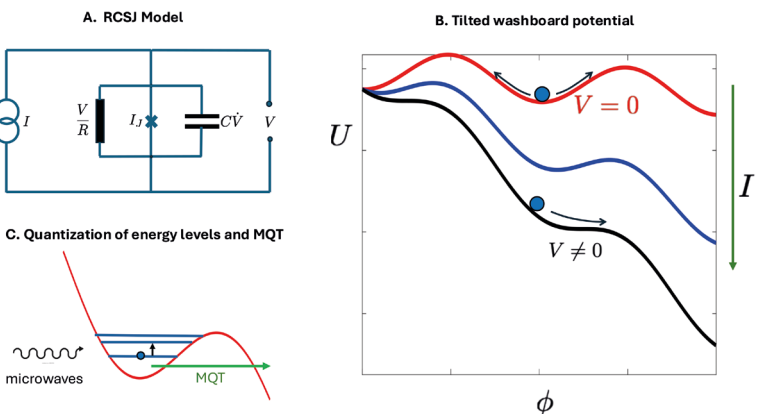 A. RCSJ Model
I
V
R
I_J
CV̇
V
B. Tilted washboard potential
U
V = 0
V ≠ 0
I
ϕ
C. Quantization of energy levels and MQT
microwaves
MQT